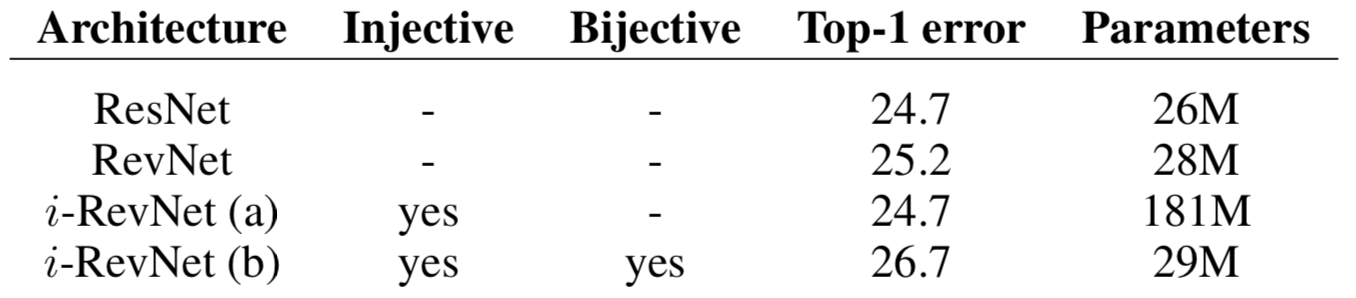 Architecture Injective Bijective Top-1 error Parameters
ResNet - - 24.7 26M
RevNet - - 25.2 28M
i-RevNet (a) yes - 24.7 181M
i-RevNet (b) yes yes 26.7 29M